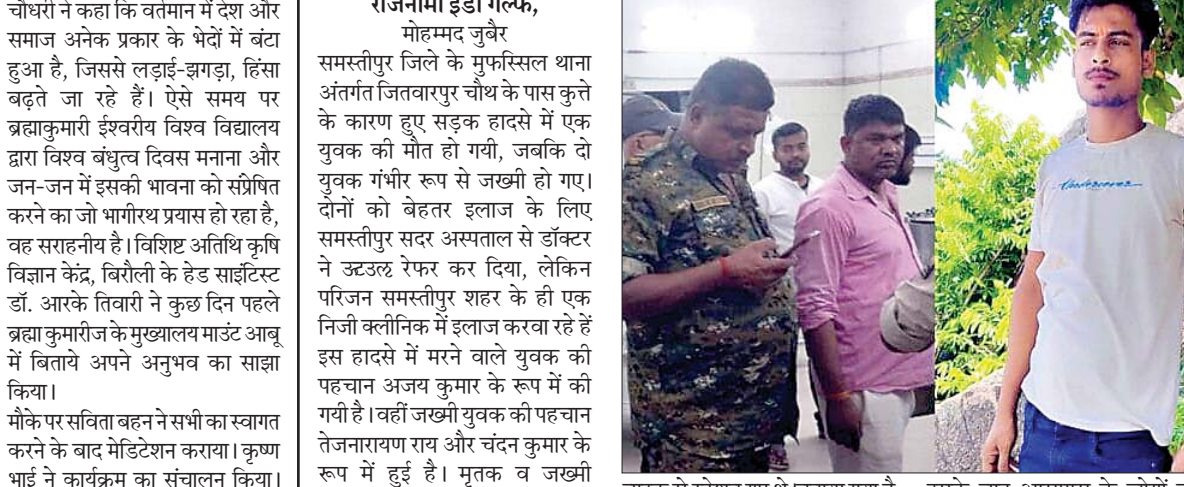 चौधरी ने कहा कि वर्तमान में देश और
समाज अनेक प्रकार के भेदों में बंटा
हुआ है, जिससे लड़ाई-झगड़ा, हिंसा
बढ़ते जा रहे हैं। ऐसे समय पर
ब्रह्माकुमारी ईश्वरीय विश्व विद्यालय
द्वारा विश्व बंधुत्व दिवस मनाना और
जन-जन में इसकी भावना को संप्रेषित
करने का जो भागीरथ प्रयास हो रहा है,
वह सराहनीय है। विशिष्ट अतिथि कृषि
विज्ञान केंद्र, बिरौली के हेड साइंटिस्ट
डॉ. आरके तिवारी ने कुछ दिन पहले
ब्रह्मा कुमारीज के मुख्यालय माउंट आबू
में बिताये अपने अनुभव का साझा
किया।
मौके पर सविता बहन ने सभी का स्वागत
करने के बाद मेडिटेशन कराया। कृष्ण
भाई ने कार्यक्रम का संचालन किया।
राजनामा इंडो गल्फ,
मोहम्मद जुबैर
समस्तीपुर जिले के मुफस्सिल थाना
अंतर्गत जितवारपुर चौथ के पास कुत्ते
के कारण हुए सड़क हादसे में एक
युवक की मौत हो गयी, जबकि दो
युवक गंभीर रूप से जख्मी हो गए।
दोनों को बेहतर इलाज के लिए
समस्तीपुर सदर अस्पताल से डॉक्टर
ने ऊटउल रेफर कर दिया, लेकिन
परिजन समस्तीपुर शहर के ही एक
निजी क्लीनिक में इलाज करवा रहे हें
इस हादसे में मरने वाले युवक की
पहचान अजय कुमार के रूप में की
गयी है। वहीं जख्मी युवक की पहचान
तेजनारायण राय और चंदन कुमार के
रूप में हुई है। मृतक व जख्मी